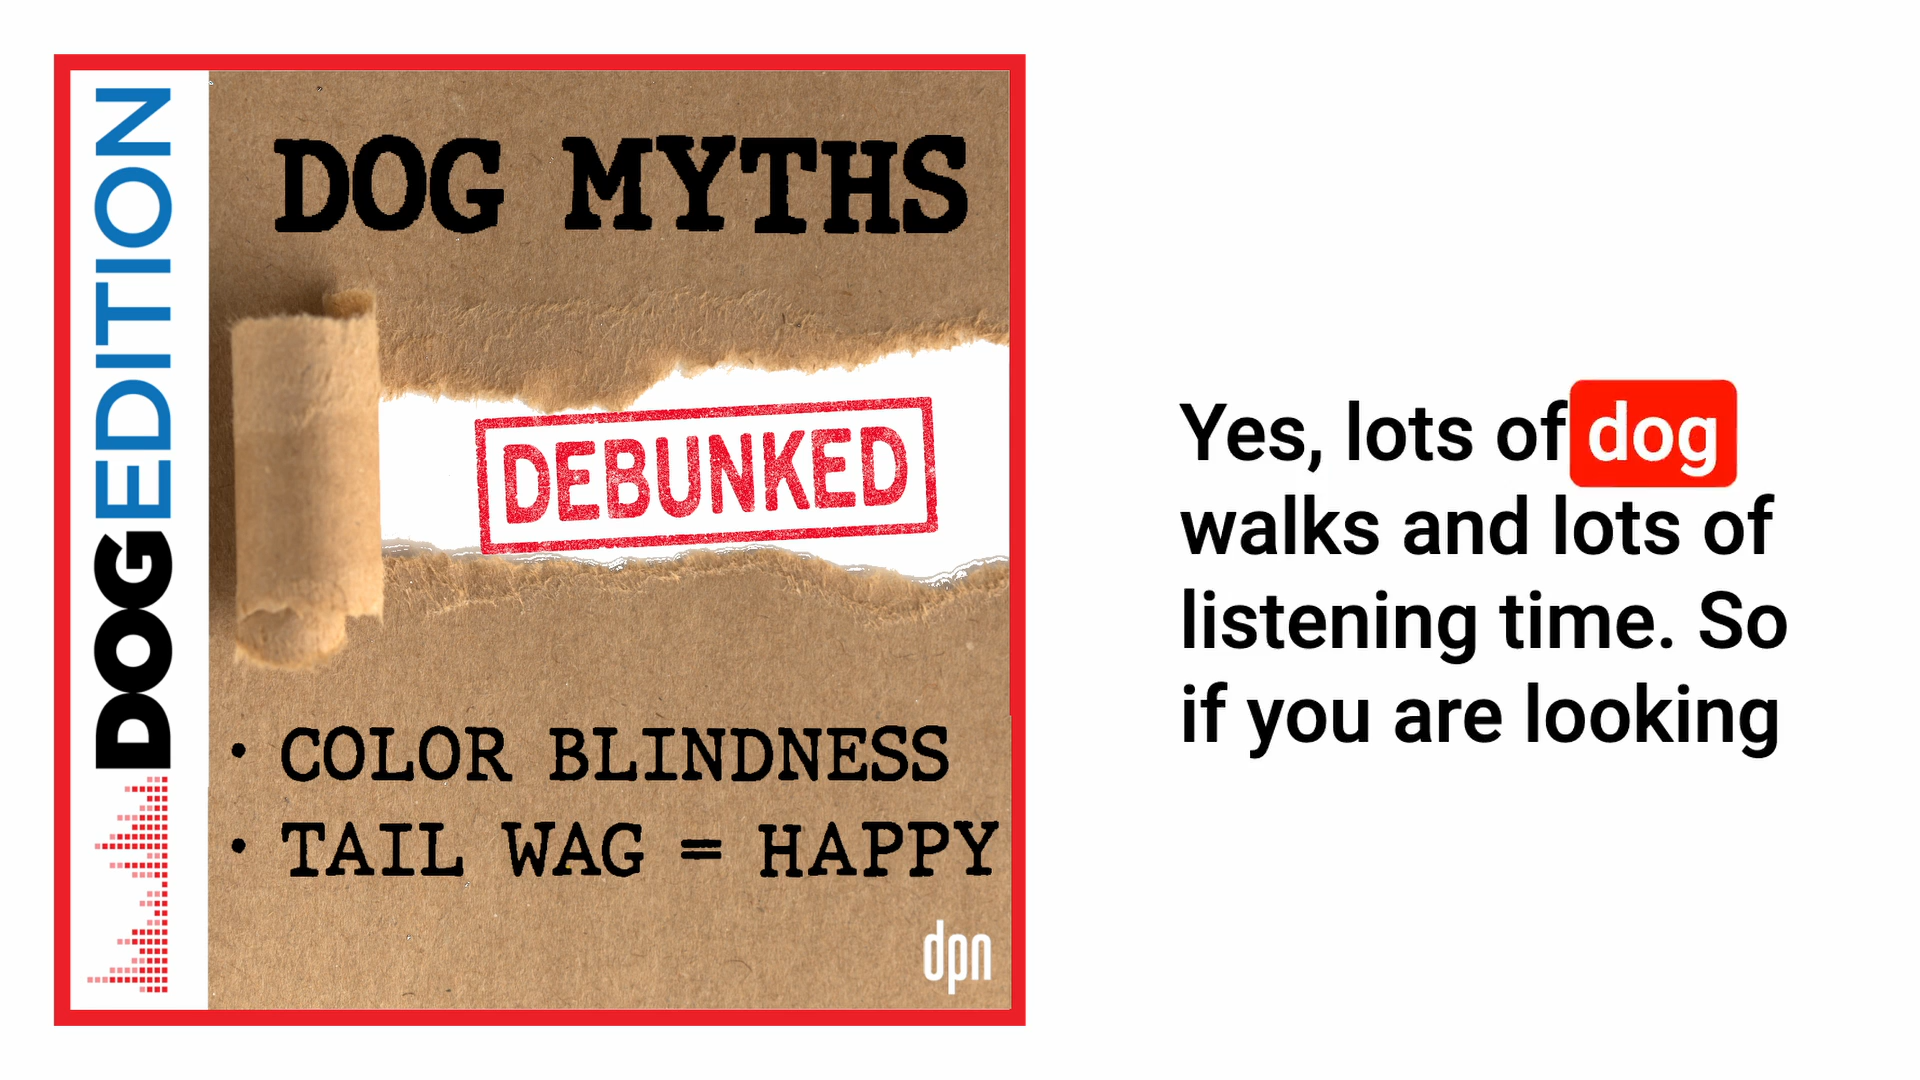 DOGEDITION
DOG MYTHS
DEBUNKED
• COLOR BLINDNESS
• TAIL WAG = HAPPY
dpn
Yes, lots of dog
walks and lots of
listening time. So
if you are looking